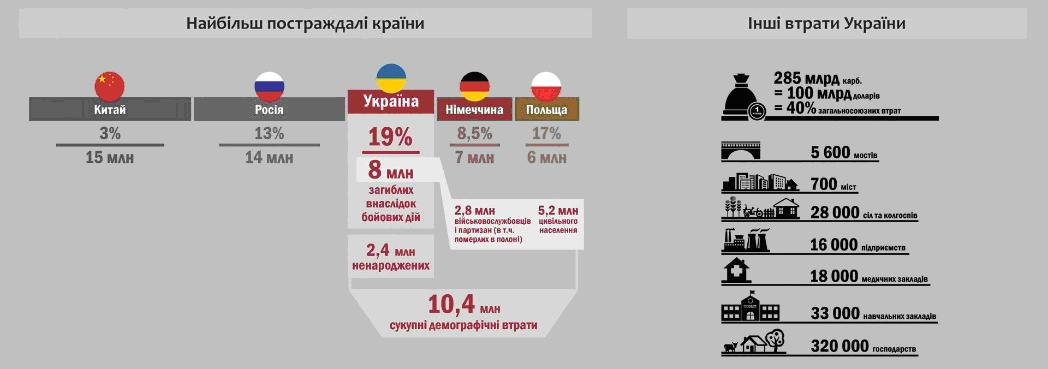 Найбільш постраждалі країни
Китай
3%
15 млн
Росія
13%
14 млн
Україна
19%
8 млн
загиблих
внаслідок
бойових дій
2,4 млн
ненароджених
Німеччина
8,5%
7 млн
Польща
17%
6 млн
2,8 млн
військовослужбовців
і партизан (в т.ч.
померлих в полоні)
5,2 млн
цивільного
населення
10,4 млн
сукупні демографічні втрати
Інші втрати України
285 млрд карб.
= 100 млрд доларів
= 40% загальносоюзних втрат
1
5 600 мостів
700 міст
28 000 сіл та колгоспів
16 000 підприємств
18 000 медичних закладів
33 000 навчальних закладів
320 000 господарств